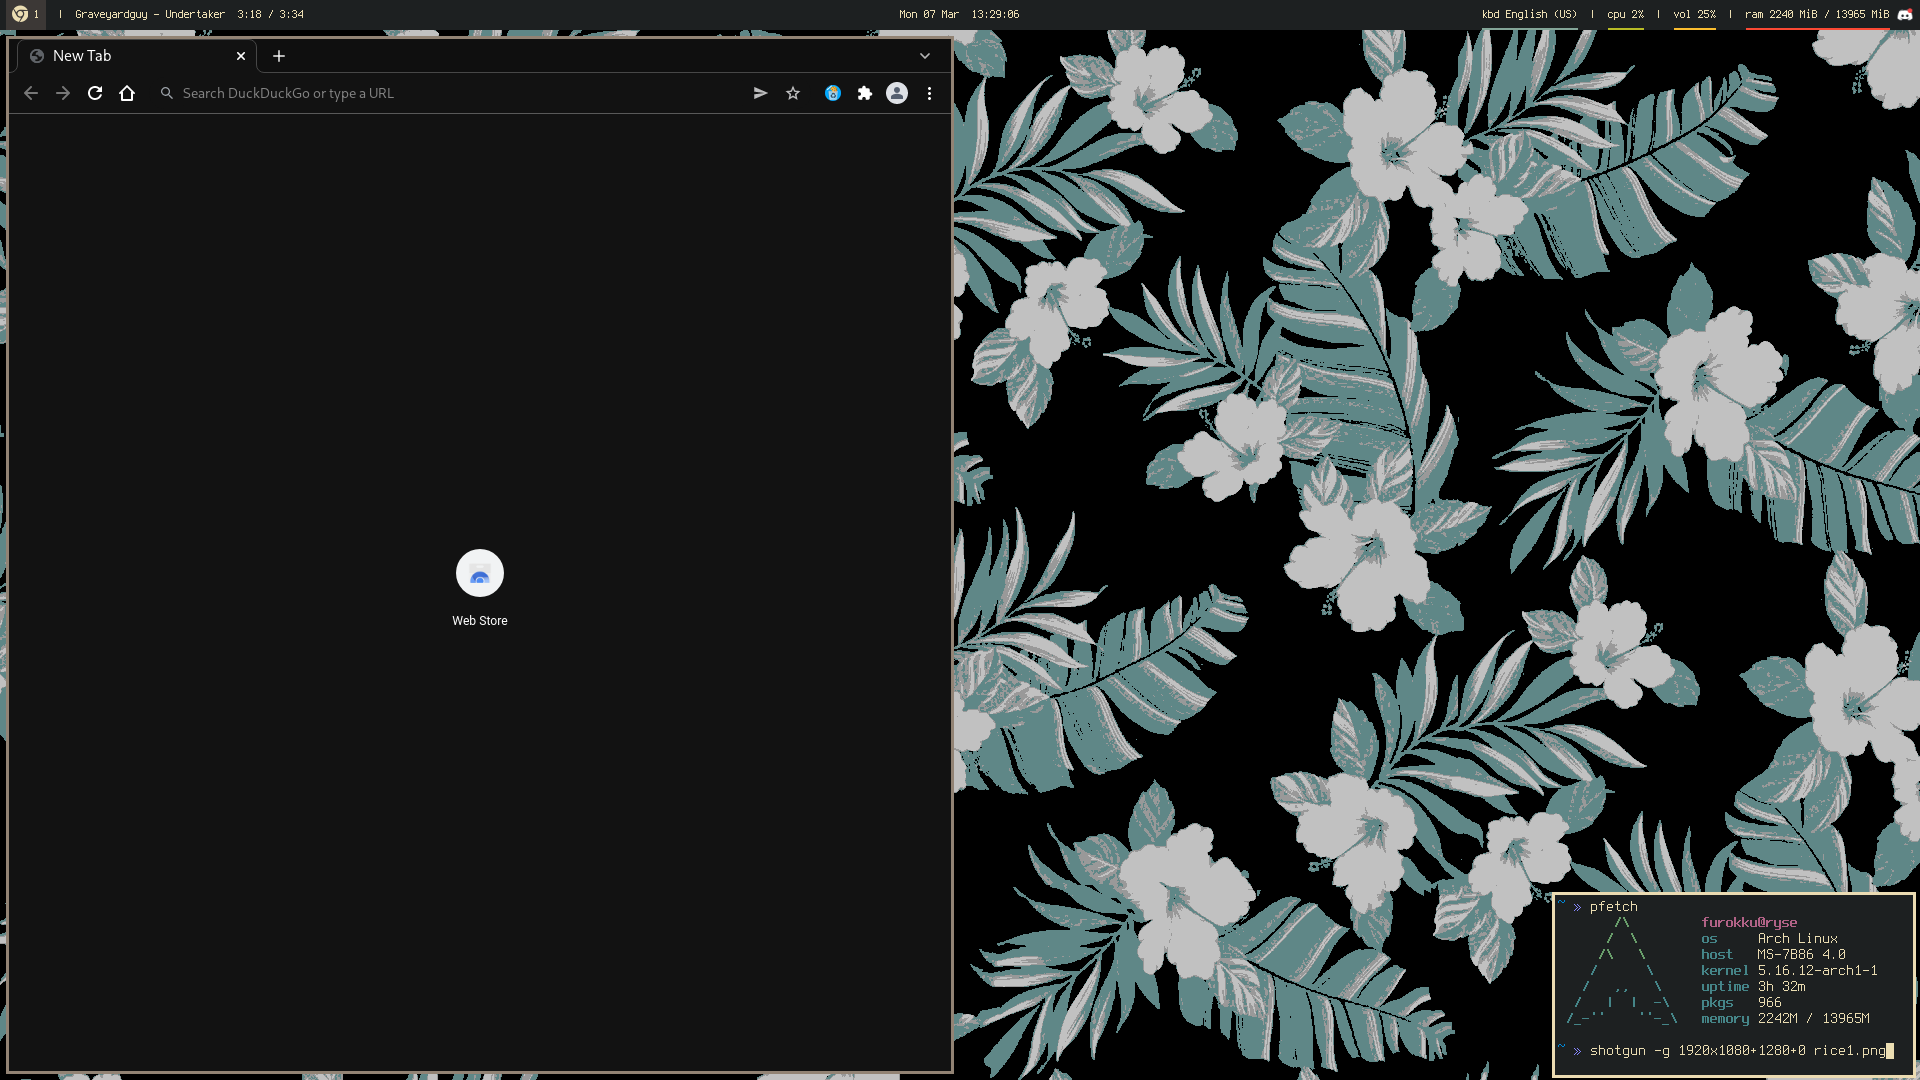 1 | Graveyardguy - Undertaker 3:18 / 3:34
Mon 07 Mar 13:29:06
kbd English (US) | cpu 2% | vol 25% | ram 2240 MiB / 13965 MiB
New Tab
Search DuckDuckGo or type a URL
Web Store
~ » pfetch
furokku@ryse
os Arch Linux
host MS-7B86 4.0
kernel 5.16.12-arch1-1
uptime 3h 32m
pkgs 966
memory 2242M / 13965M
~ » shotgun -g 1920x1080+1280+0 rice1.png